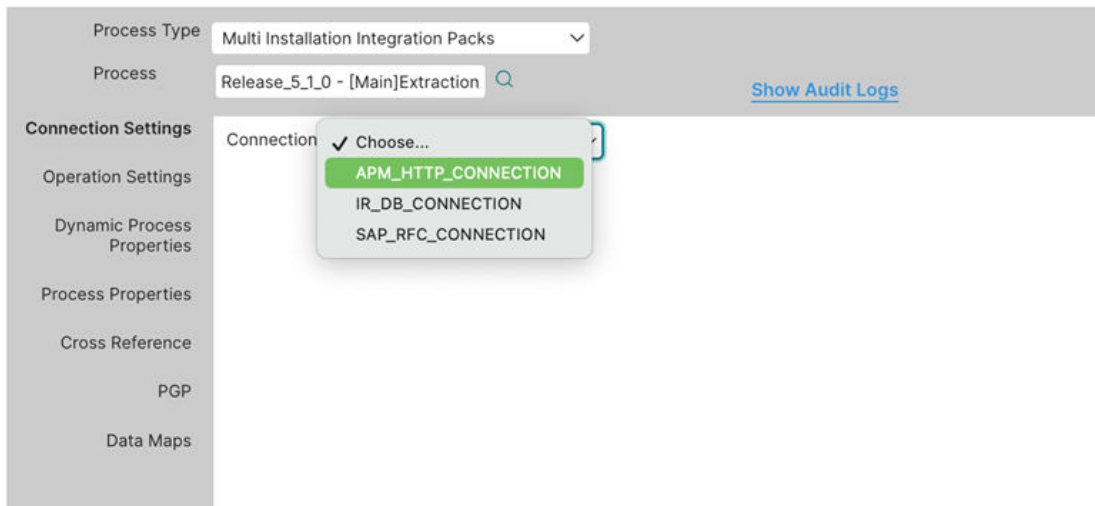 Process Type
Multi Installation Integration Packs
Process
Release_5_1_0 - [Main]Extraction
Show Audit Logs
Connection Settings
Connection
Choose...
APM_HTTP_CONNECTION
IR_DB_CONNECTION
SAP_RFC_CONNECTION
Operation Settings
Dynamic Process
Properties
Process Properties
Cross Reference
PGP
Data Maps